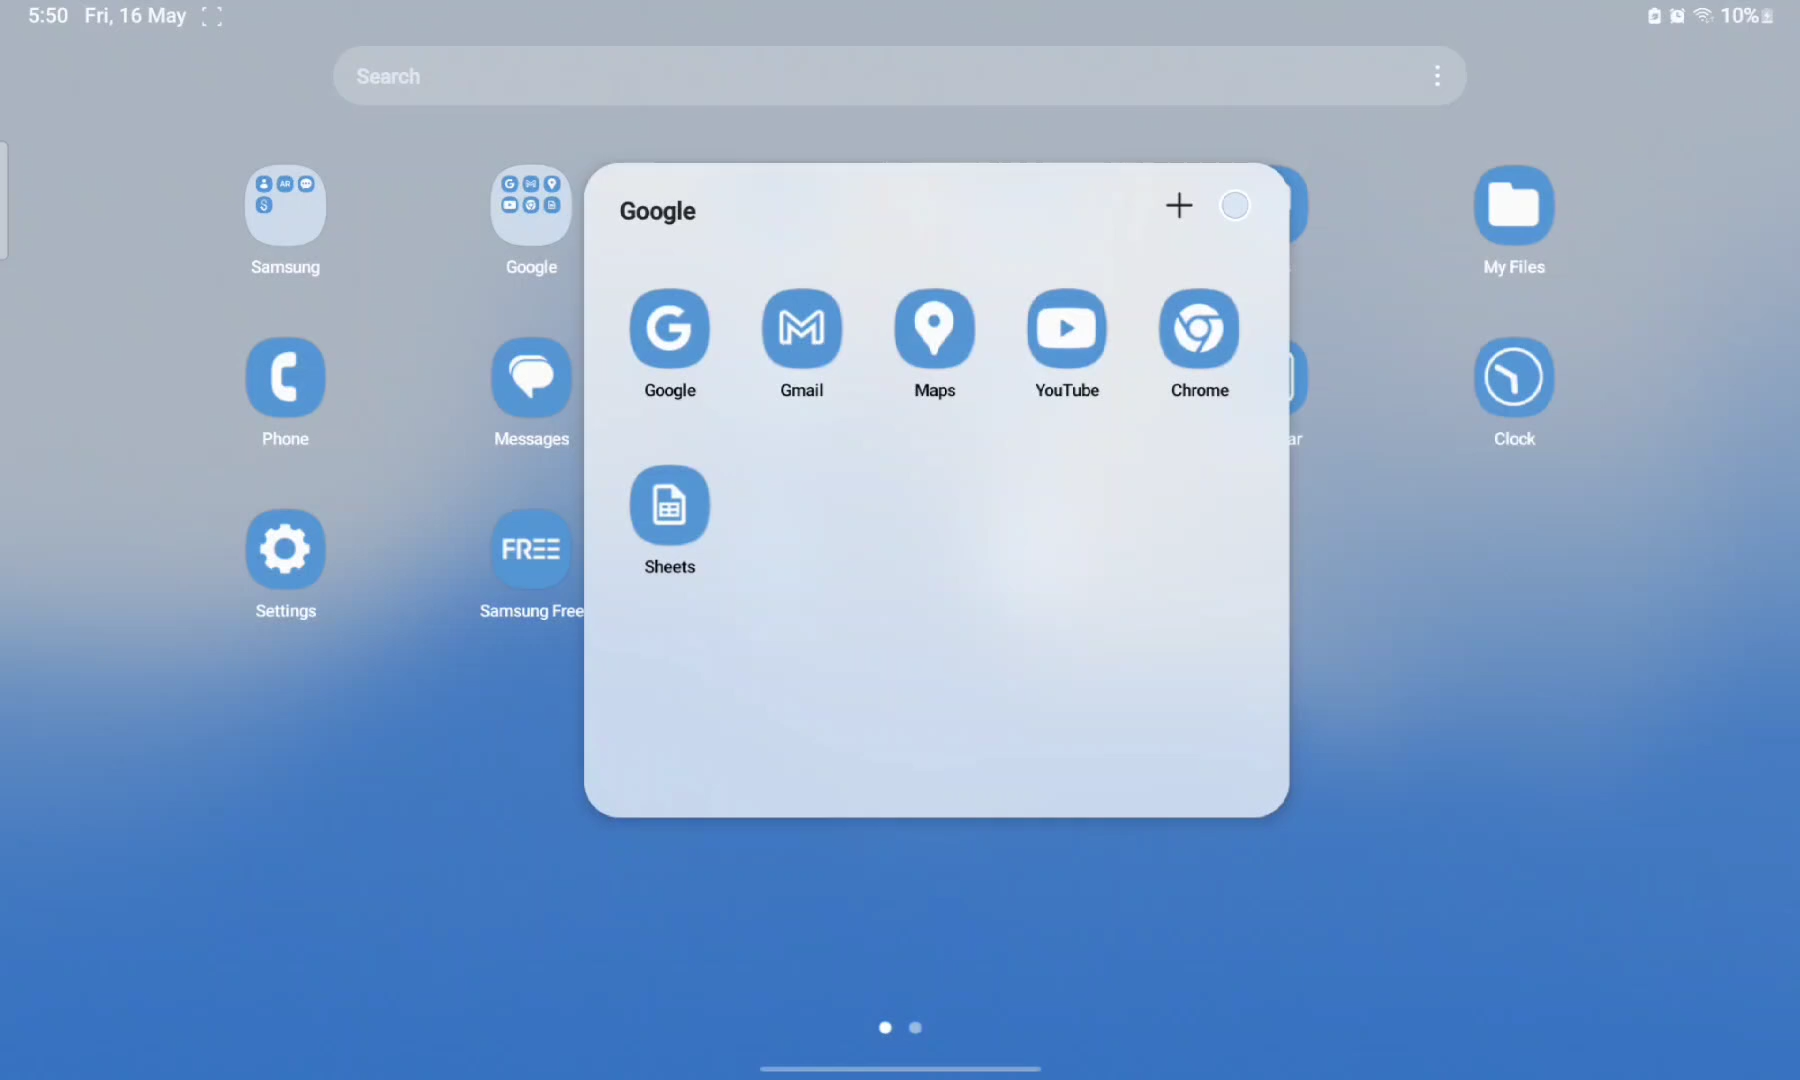 5:50 Fri, 16 May 10%
Search
Google
Samsung
Google
My Files
Google
Gmail
Maps
YouTube
Chrome
Phone
Messages
ar
Clock
Sheets
FREE
Settings
Samsung Free